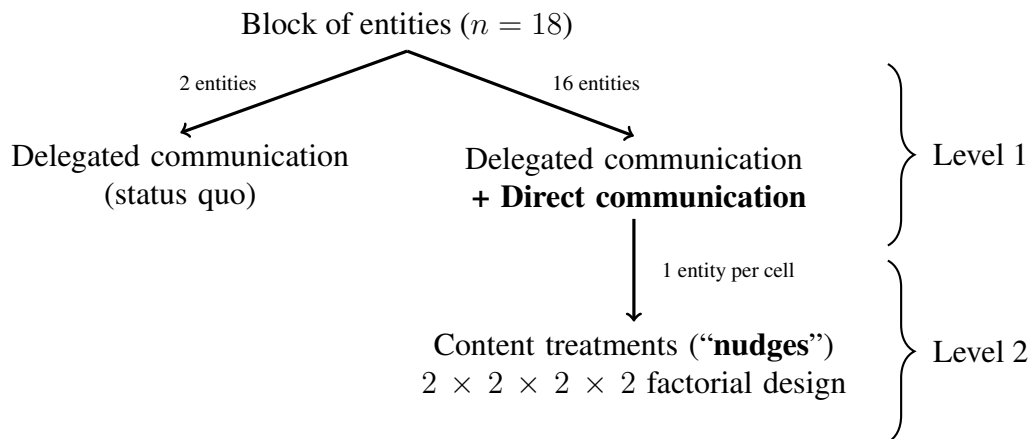 Block of entities (n = 18)
2 entities
16 entities
Delegated communication
(status quo)
Delegated communication
+ Direct communication
Level 1
1 entity per cell
Content treatments (“nudges”)
2 × 2 × 2 × 2 factorial design
Level 2